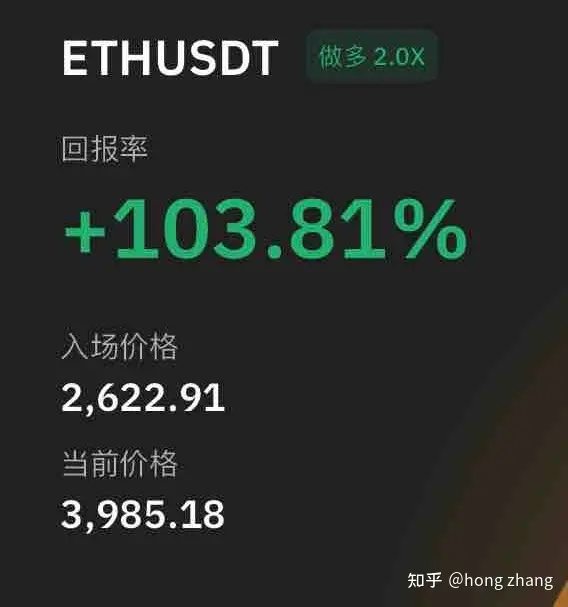 ETHUSDT 做多 2.0X
回报率
+103.81%
入场价格
2,622.91
当前价格
3,985.18
知乎 @hong zhang